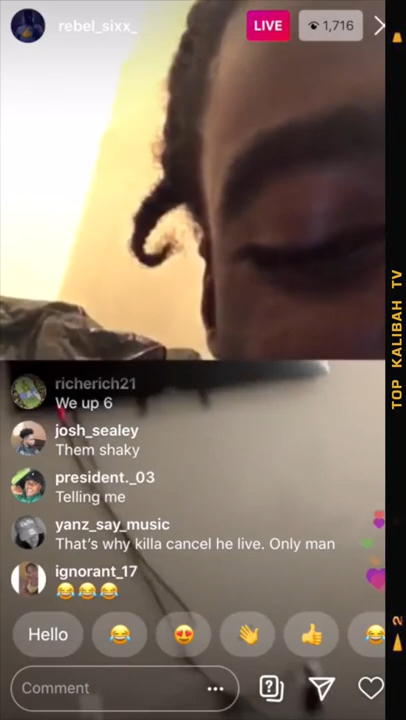 rebel_sixx_
LIVE
1,716
TOP KALIBAH TV
richerich21
We up 6
josh_sealey
Them shaky
president._03
Telling me
yanz_say_music
That's why killa cancel he live. Only man
ignorant_17
😂😂😂
Hello
Comment
2